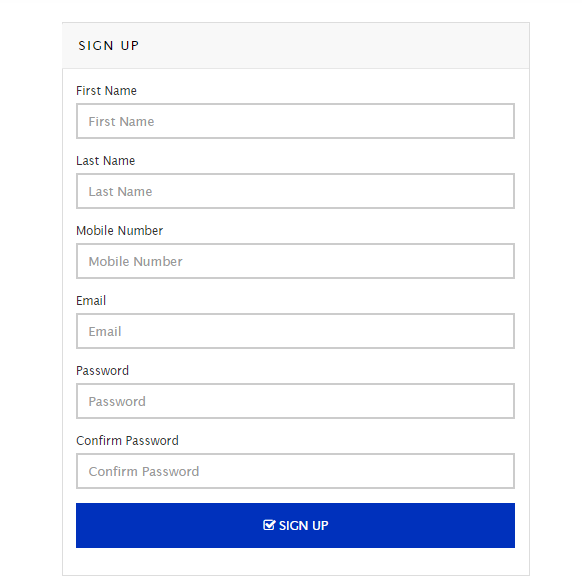 SIGN UP
First Name
First Name
Last Name
Last Name
Mobile Number
Mobile Number
Email
Email
Password
Password
Confirm Password
Confirm Password
SIGN UP